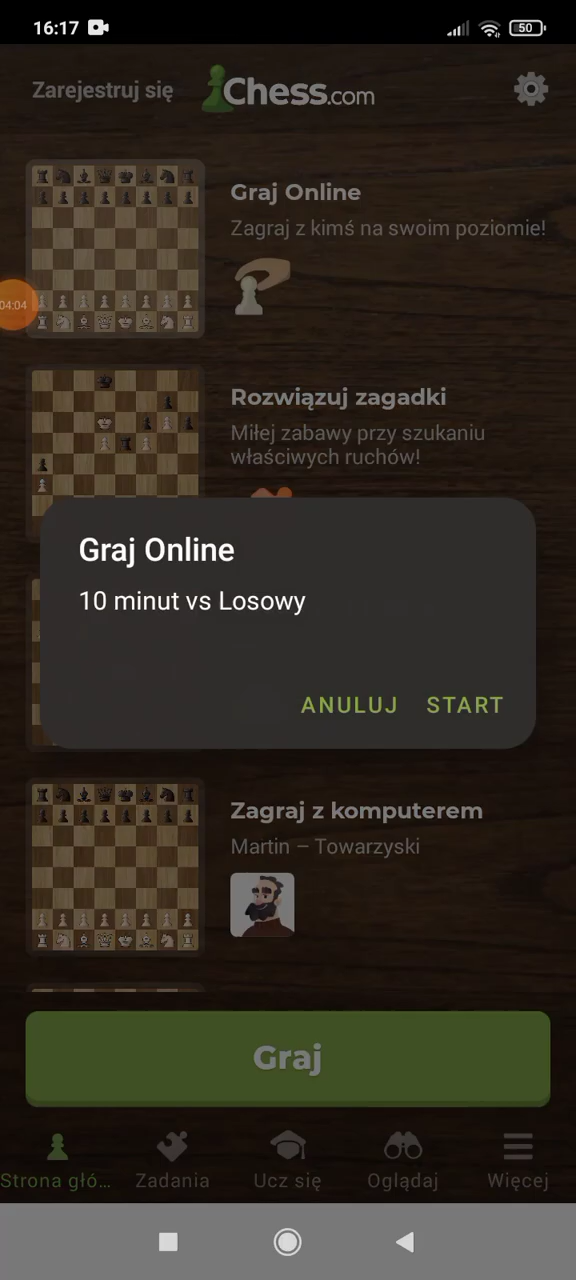 16:17
50
Zarejestruj się
Chess.com
Graj Online
Zagraj z kimś na swoim poziomie!
04:04
Rozwiązuj zagadki
Miłej zabawy przy szukaniu
właściwych ruchów!
Graj Online
10 minut vs Losowy
ANULUJ
START
Zagraj z komputerem
Martin – Towarzyski
Graj
Strona głó...
Zadania
Ucz się
Oglądaj
Więcej